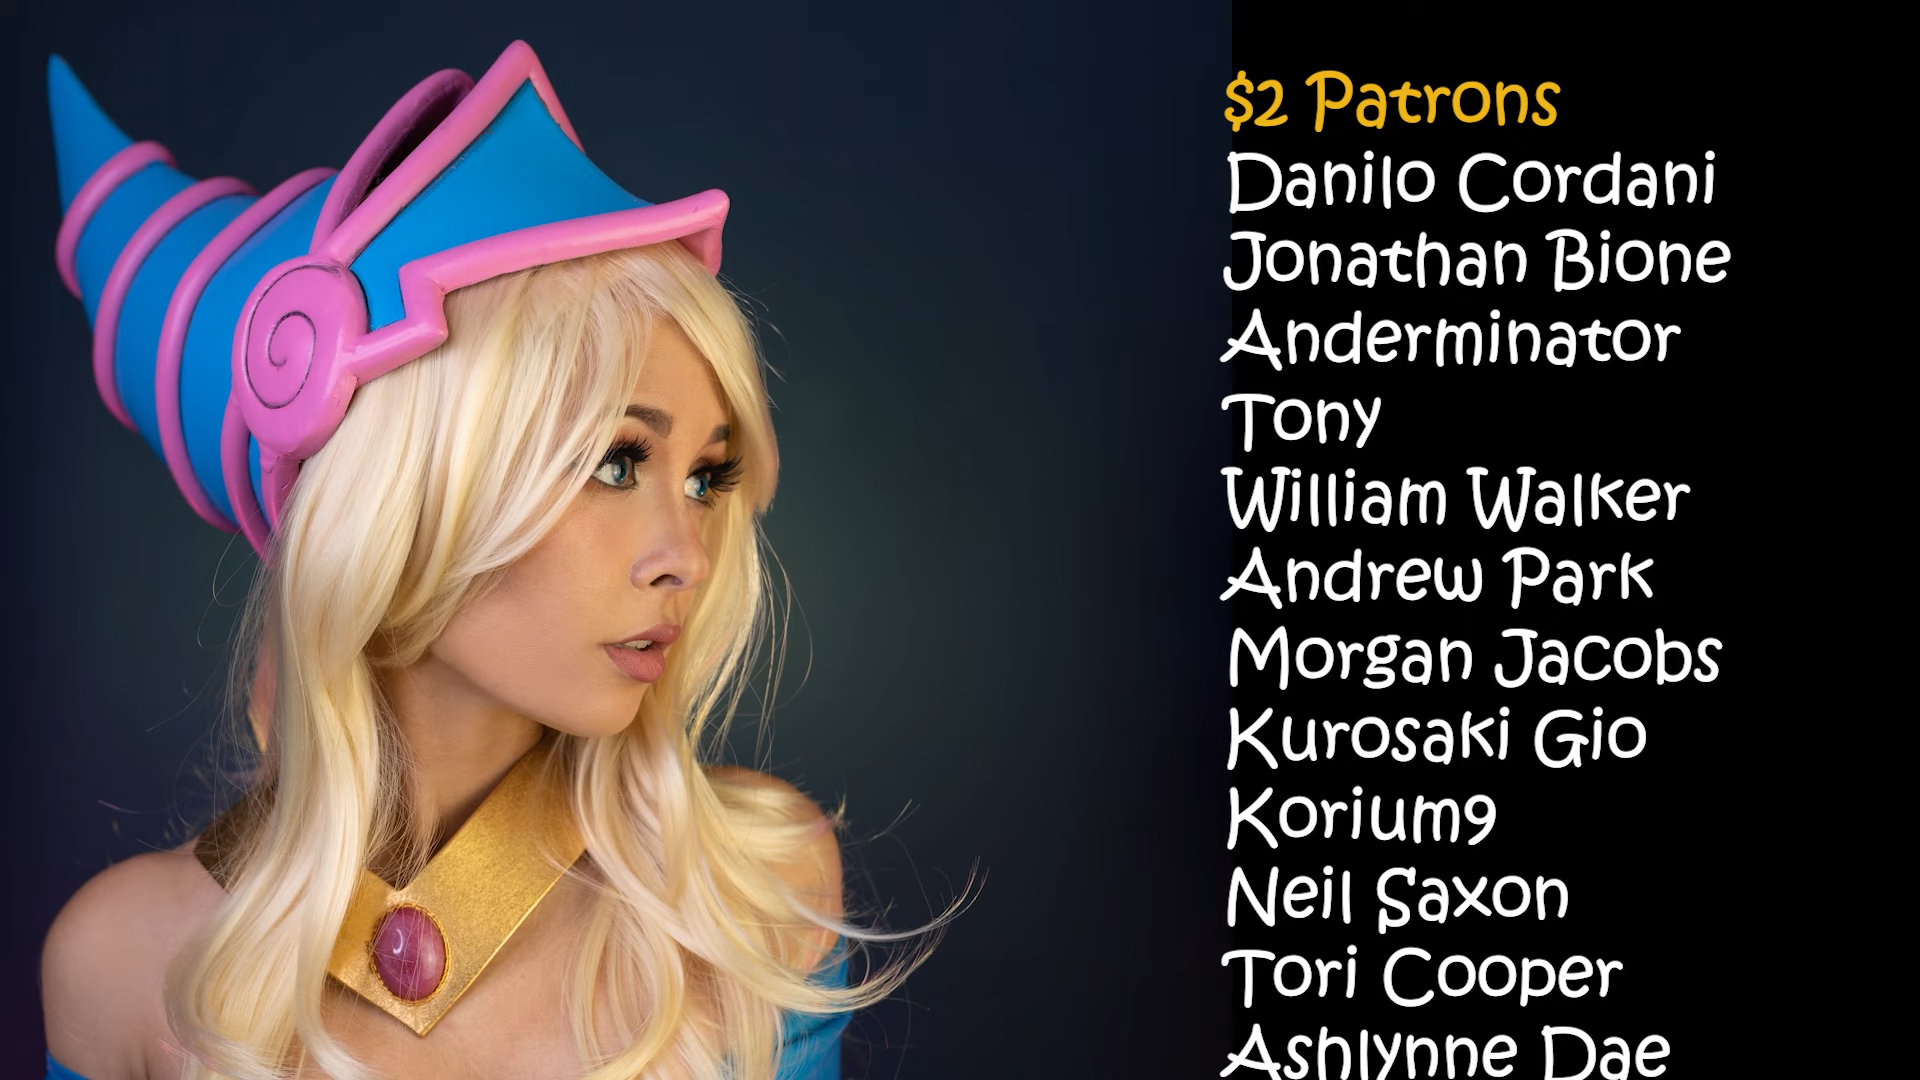 $2 Patrons
Danilo Cordani
Jonathan Bione
Anderminator
Tony
William Walker
Andrew Park
Morgan Jacobs
Kurosaki Gio
Korium9
Neil Saxon
Tori Cooper
Ashlynne Dae